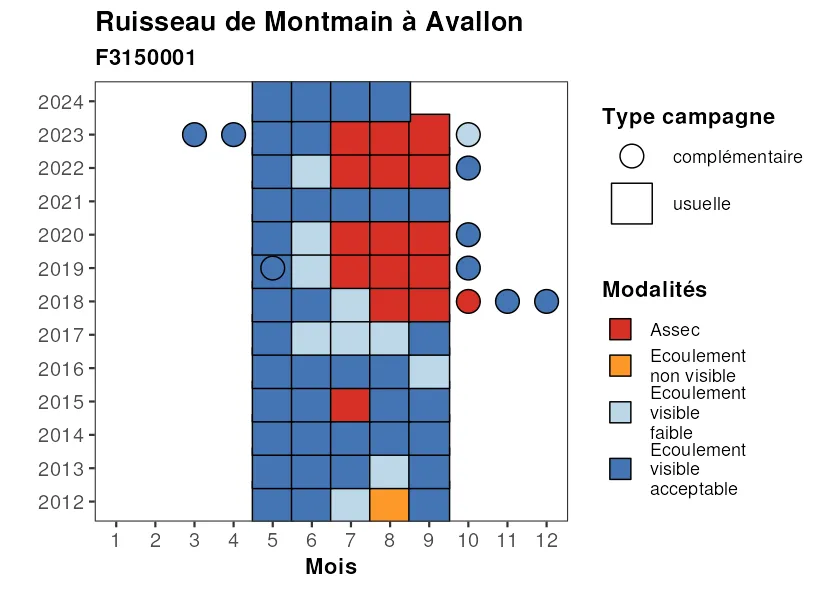 Ruisseau de Montmain à Avallon
F3150001
2024
2023
2022
2021
2020
2019
2018
2017
2016
2015
2014
2013
2012
1 2 3 4 5 6 7 8 9 10 11 12
Mois
Type campagne
complémentaire
usuelle
Modalités
Assec
Ecoulement
non visible
Ecoulement
visible
faible
Ecoulement
visible
acceptable